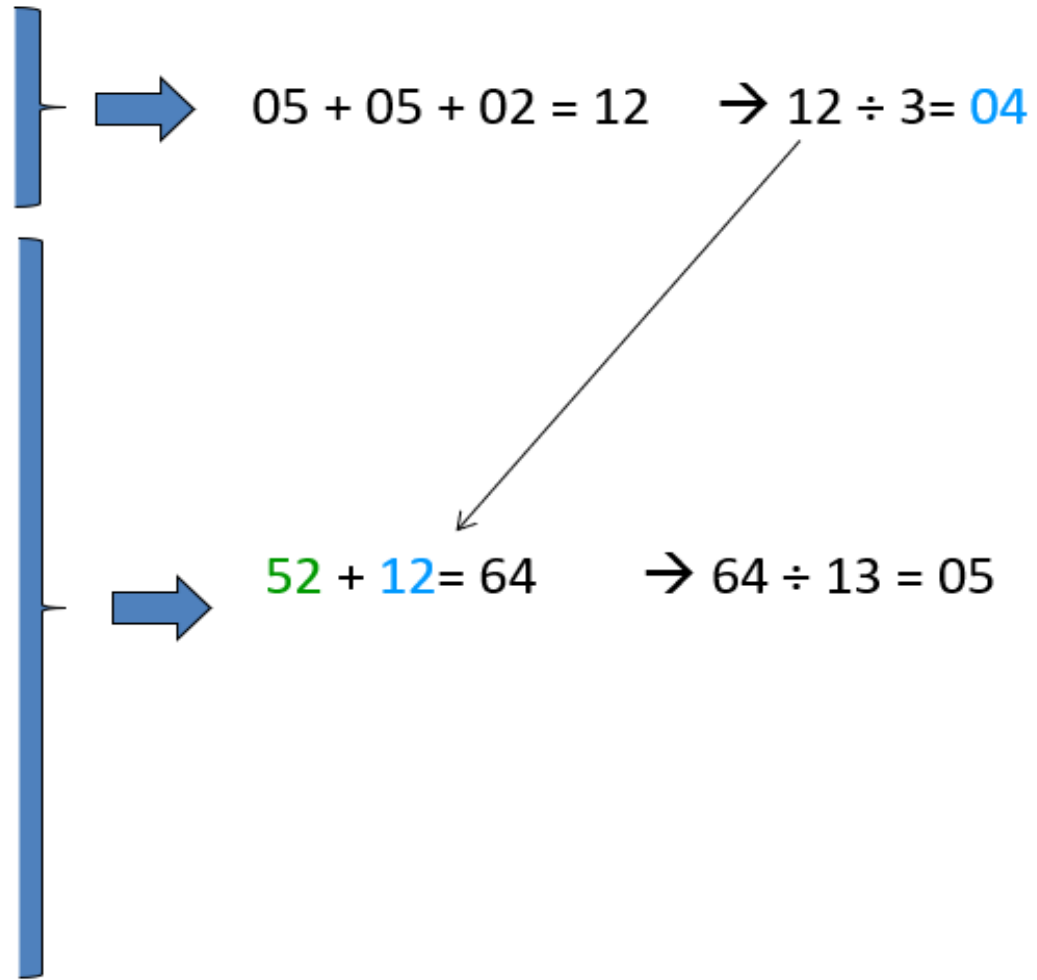 05 + 05 + 02 = 12 → 12 ÷ 3= 04
52 + 12= 64 → 64 ÷ 13 = 05